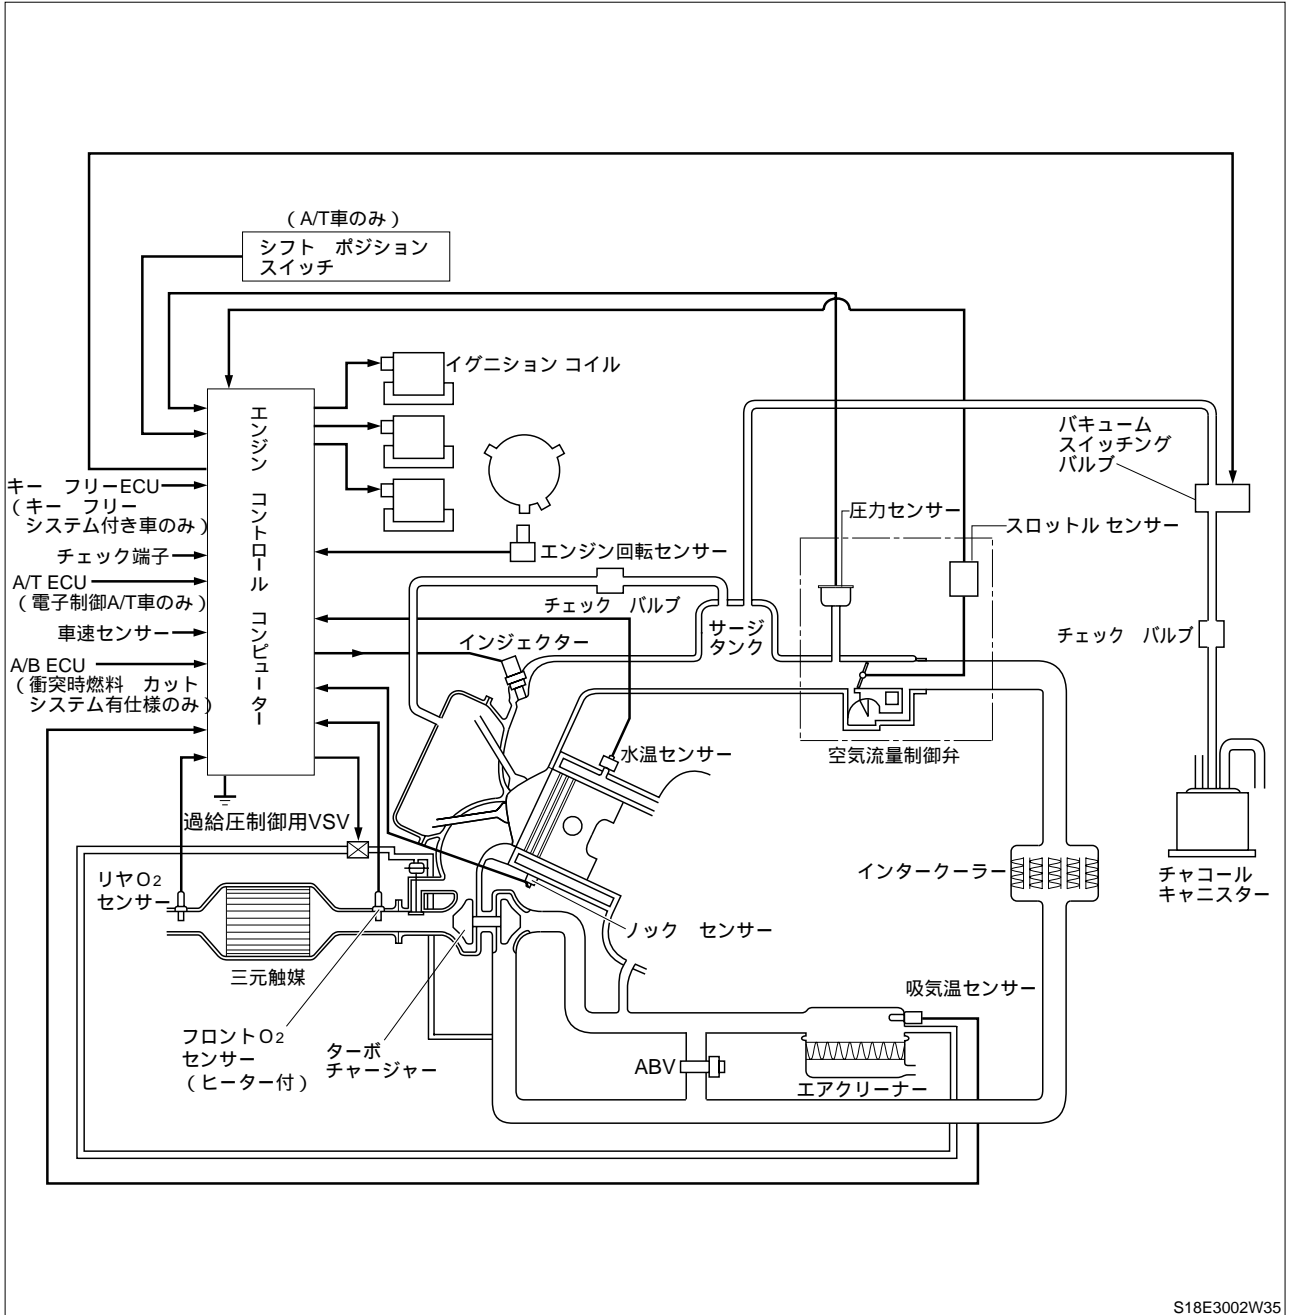 （A/T車のみ）
シフト　ポジション
スイッチ
イグニション コイル
エンジン　コントロール　コンピューター
キー　フリーECU
（キー　フリー
システム付き車のみ）
チェック端子
A/T ECU
（電子制御A/T車のみ）
車速センサー
A/B ECU
（衝突時燃料　カット
システム有仕様のみ）
エンジン回転センサー
チェック　バルブ
インジェクター
サージ
タンク
圧力センサー
スロットル センサー
バキューム
スイッチング
バルブ
チェック　バルブ
水温センサー
空気流量制御弁
過給圧制御用VSV
リヤO2
センサー
インタークーラー
チャコール
キャニスター
ノック　センサー
三元触媒
吸気温センサー
フロントO2
センサー
（ヒーター付）
ターボ
チャージャー
ABV
エアクリーナー
S18E3002W35